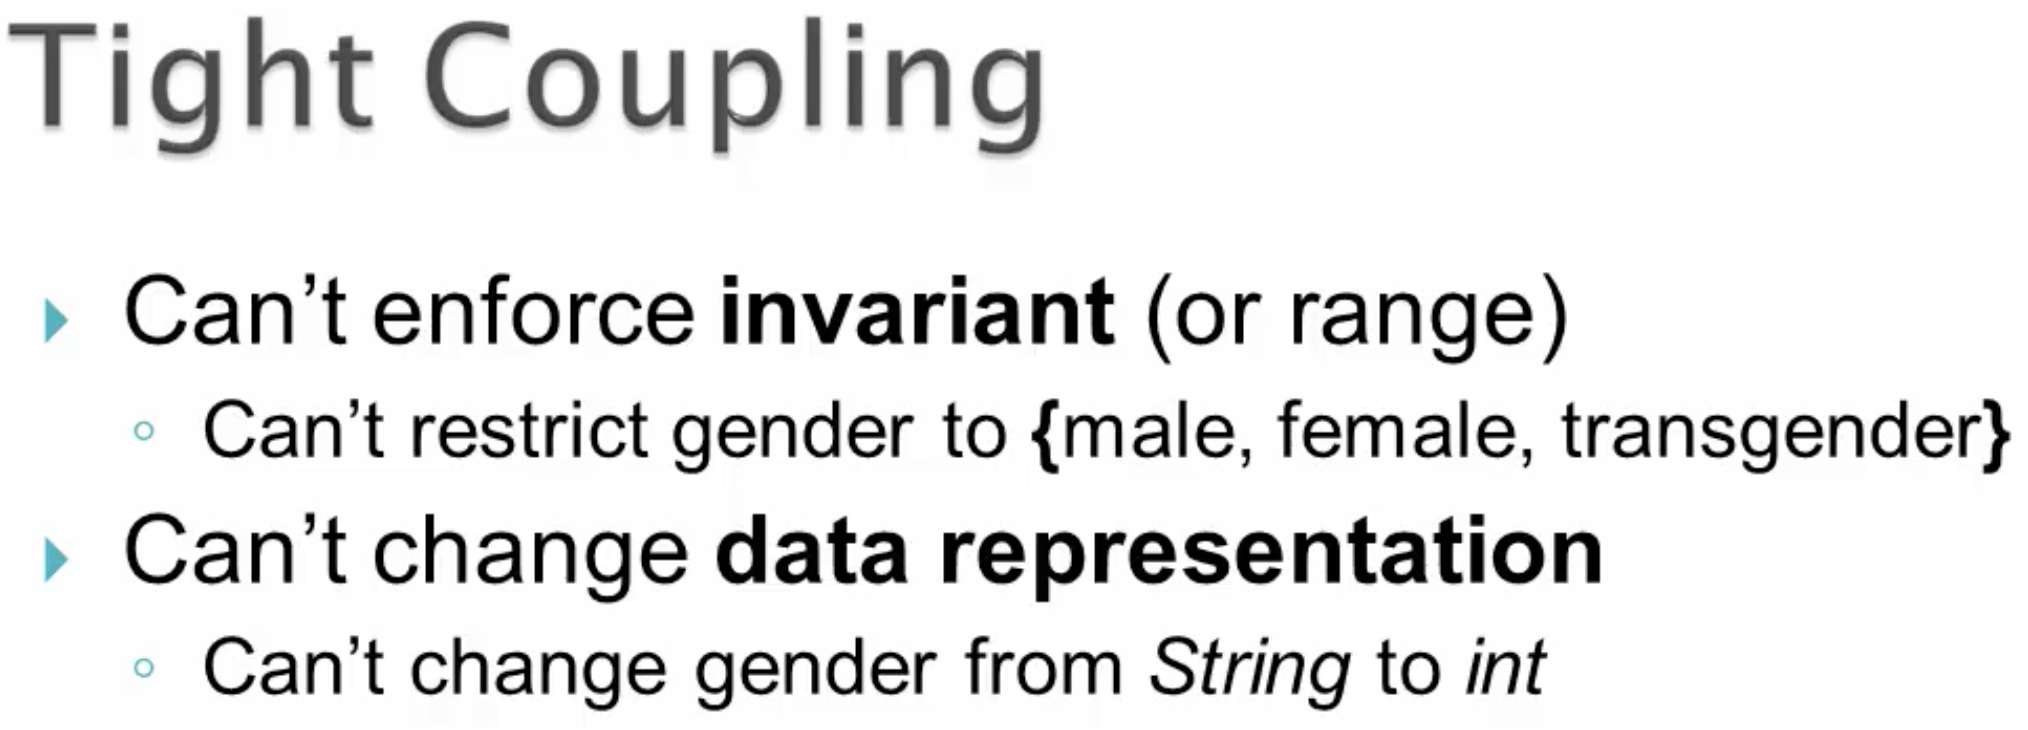 Tight Coupling
Can’t enforce invariant (or range)
Can’t restrict gender to {male, female, transgender}
Can’t change data representation
Can’t change gender from String to int